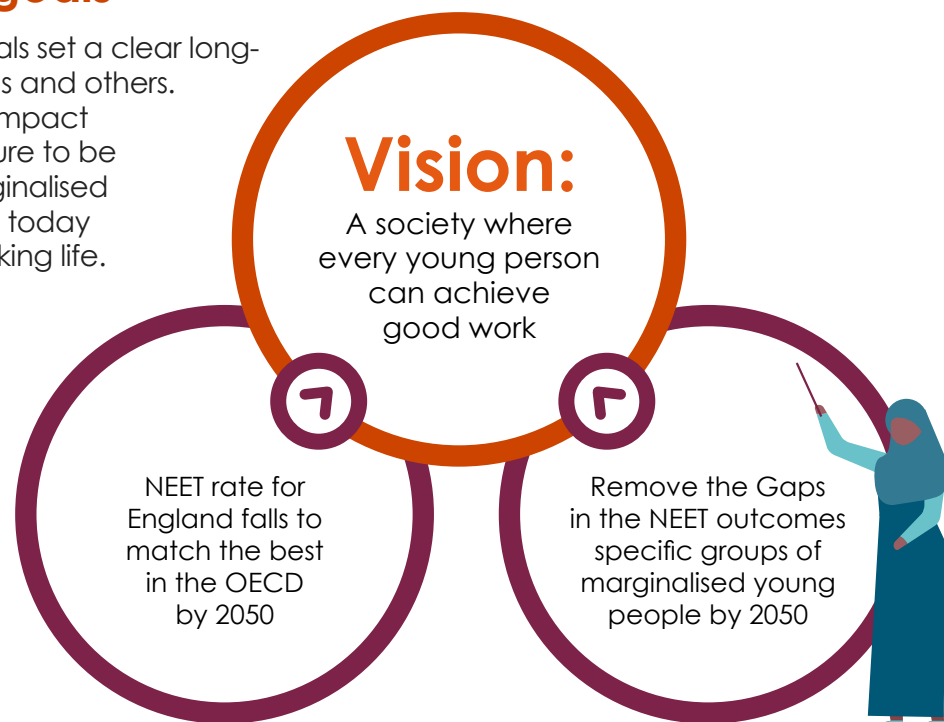 goals
als set a clear long-
s and others.
mpact
ure to be
ginalised
today
king life.
Vision:
A society where
every young person
can achieve
good work
NEET rate for
England falls to
match the best
in the OECD
by 2050
Remove the Gaps
in the NEET outcomes
specific groups of
marginalised young
people by 2050